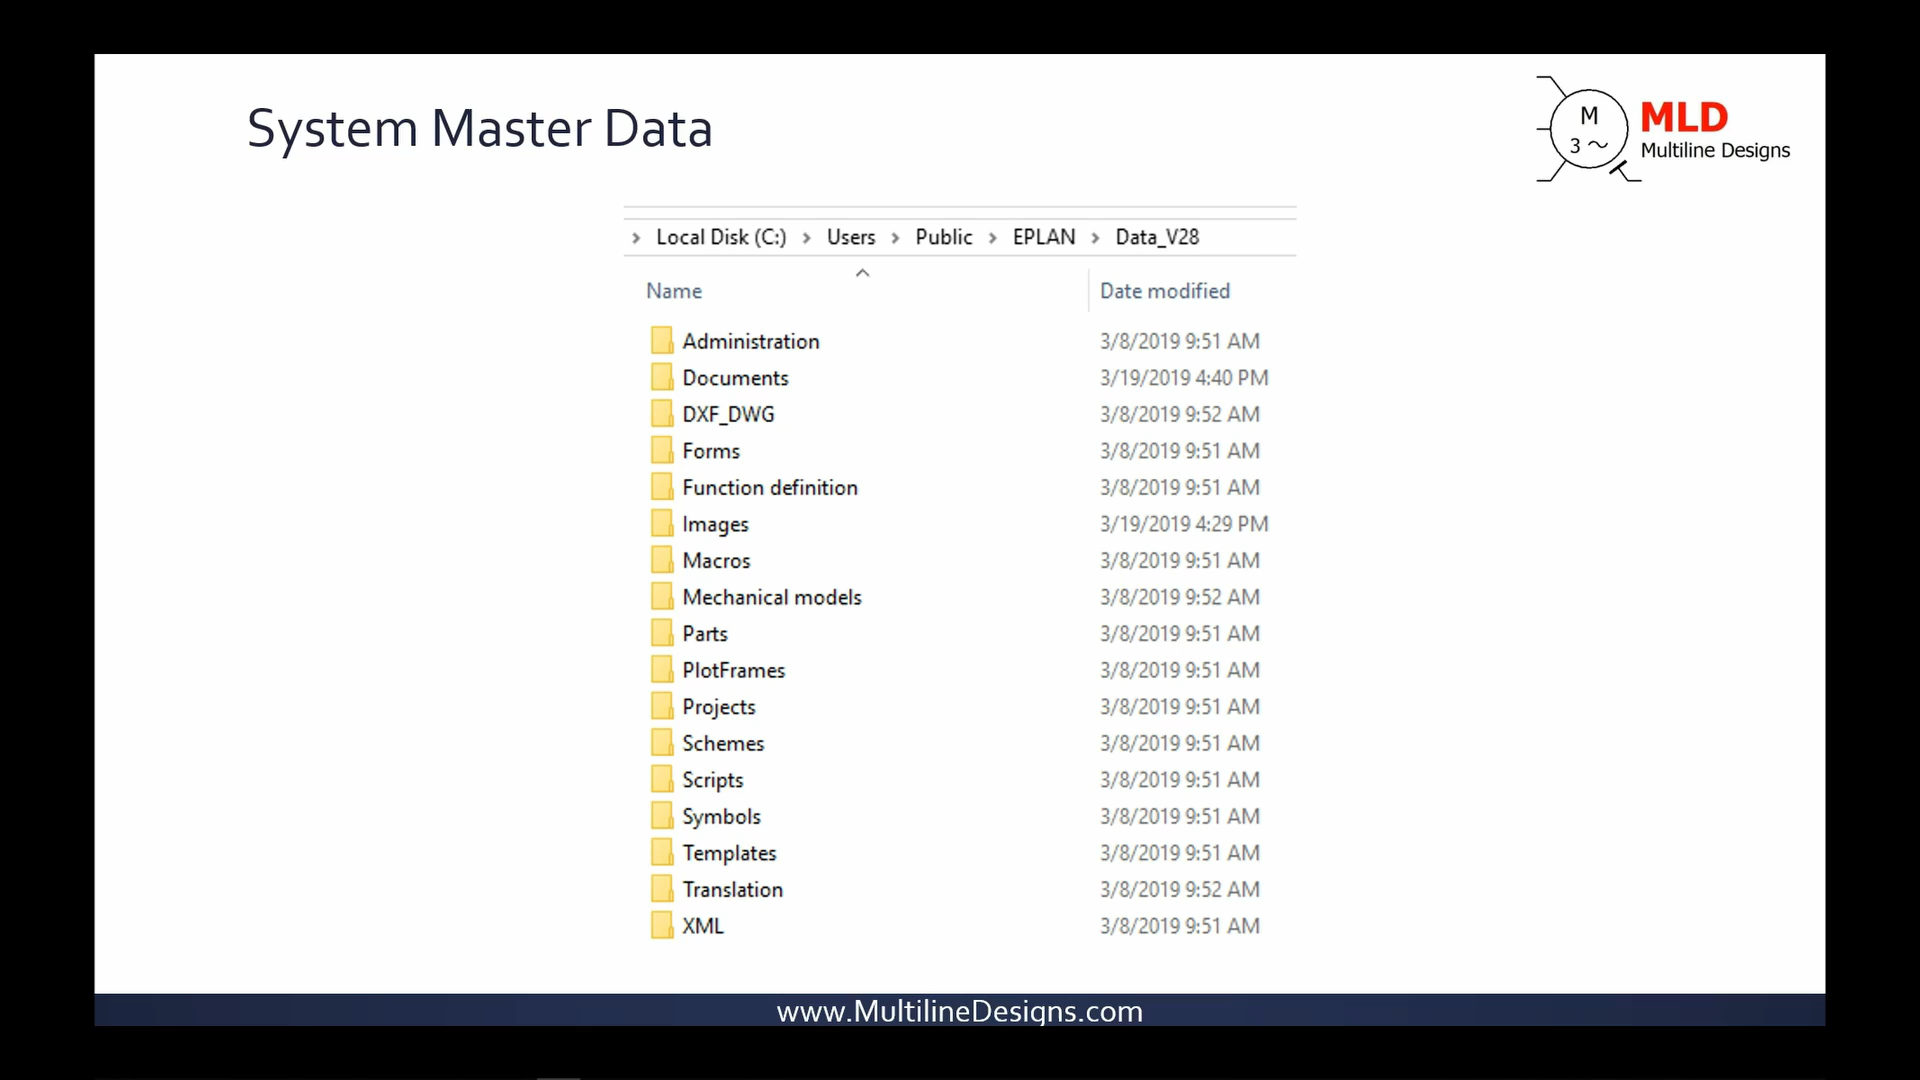 System Master Data
M
3 ~
MLD
Multiline Designs
> Local Disk (C:) > Users > Public > EPLAN > Data_V28
Name Date modified
Administration 3/8/2019 9:51 AM
Documents 3/19/2019 4:40 PM
DXF_DWG 3/8/2019 9:52 AM
Forms 3/8/2019 9:51 AM
Function definition 3/8/2019 9:51 AM
Images 3/19/2019 4:29 PM
Macros 3/8/2019 9:51 AM
Mechanical models 3/8/2019 9:52 AM
Parts 3/8/2019 9:51 AM
PlotFrames 3/8/2019 9:51 AM
Projects 3/8/2019 9:51 AM
Schemes 3/8/2019 9:51 AM
Scripts 3/8/2019 9:51 AM
Symbols 3/8/2019 9:51 AM
Templates 3/8/2019 9:51 AM
Translation 3/8/2019 9:52 AM
XML 3/8/2019 9:51 AM
www.MultilineDesigns.com